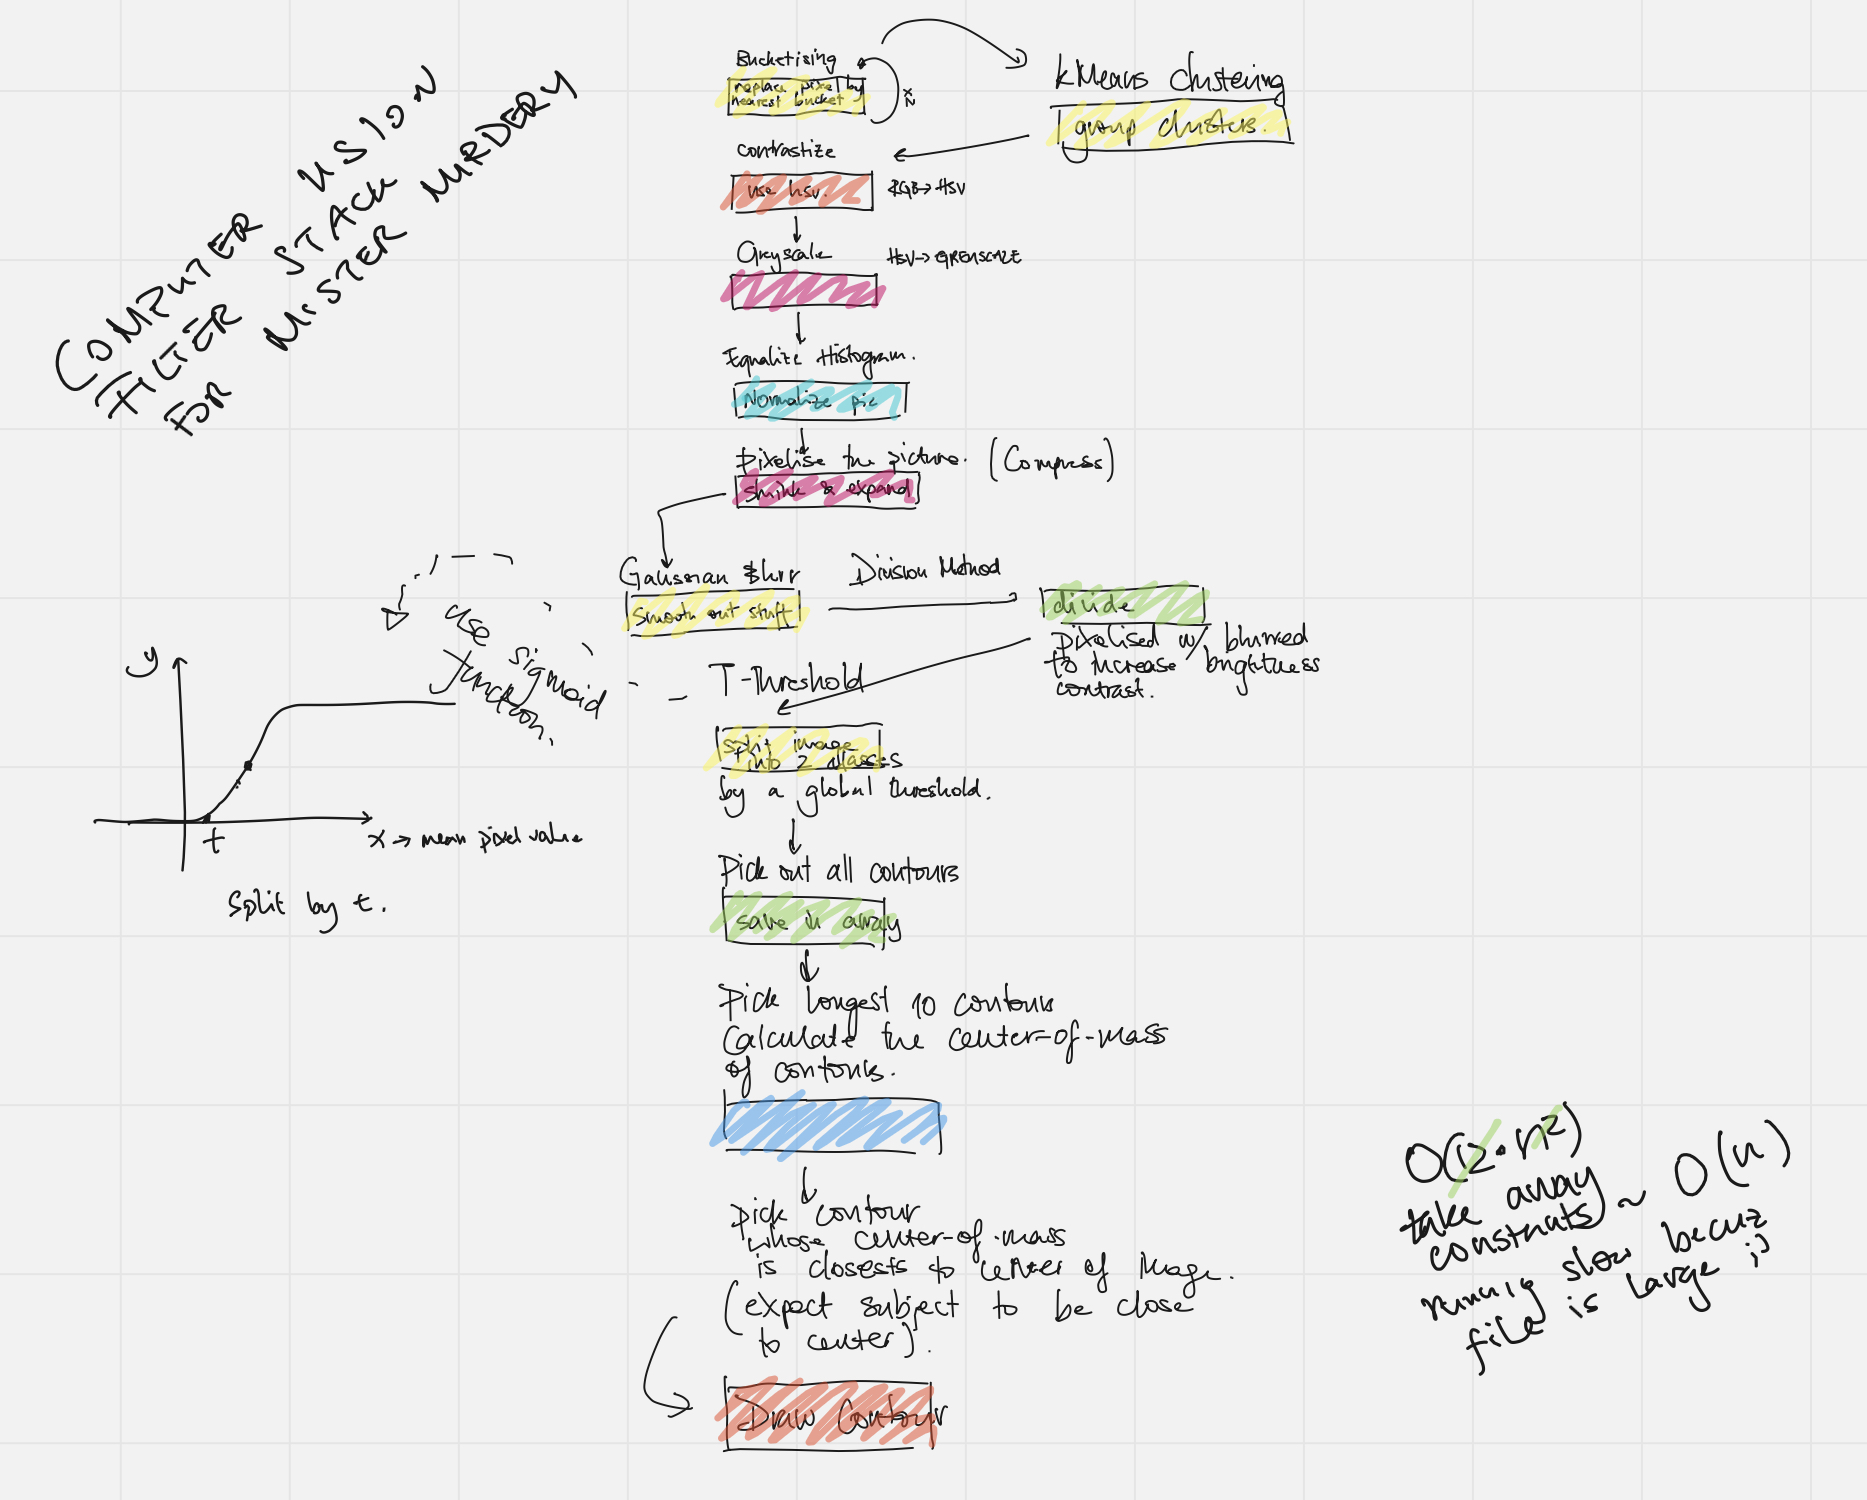 COMPUTER VISION
FILTER STACK
FOR MISTER MURDERY
Bucketising
replace pixel by
nearest bucket
x2
kMeans Clustering
group clusters.
contrastize
use hsv.
RGB→HSV
Greyscale
HSV→GREYSCALE
Equalize Histogram.
Normalize pic
Pixelise the picture. (Compress)
shrink & expand
Gaussian Blur
smooth out stuff
Division Method
divide
pixelised w/ blurred
to increase brightness
contrast.
T-Threshold
split image
into 2 classes
by a global threshold.
use sigmoid
function.
y
t
x → mean pixel value
Split by t.
Pick out all contours
save in array
Pick longest 10 contours
Calculate the center-of-mass
of contours.
pick contour
whose center-of-mass
is closests to center of image.
(expect subject to be close
to center).
Draw Contour
O(2·n²)
take array
constnats ~ O(n)
running slow becuz
file is large ;)